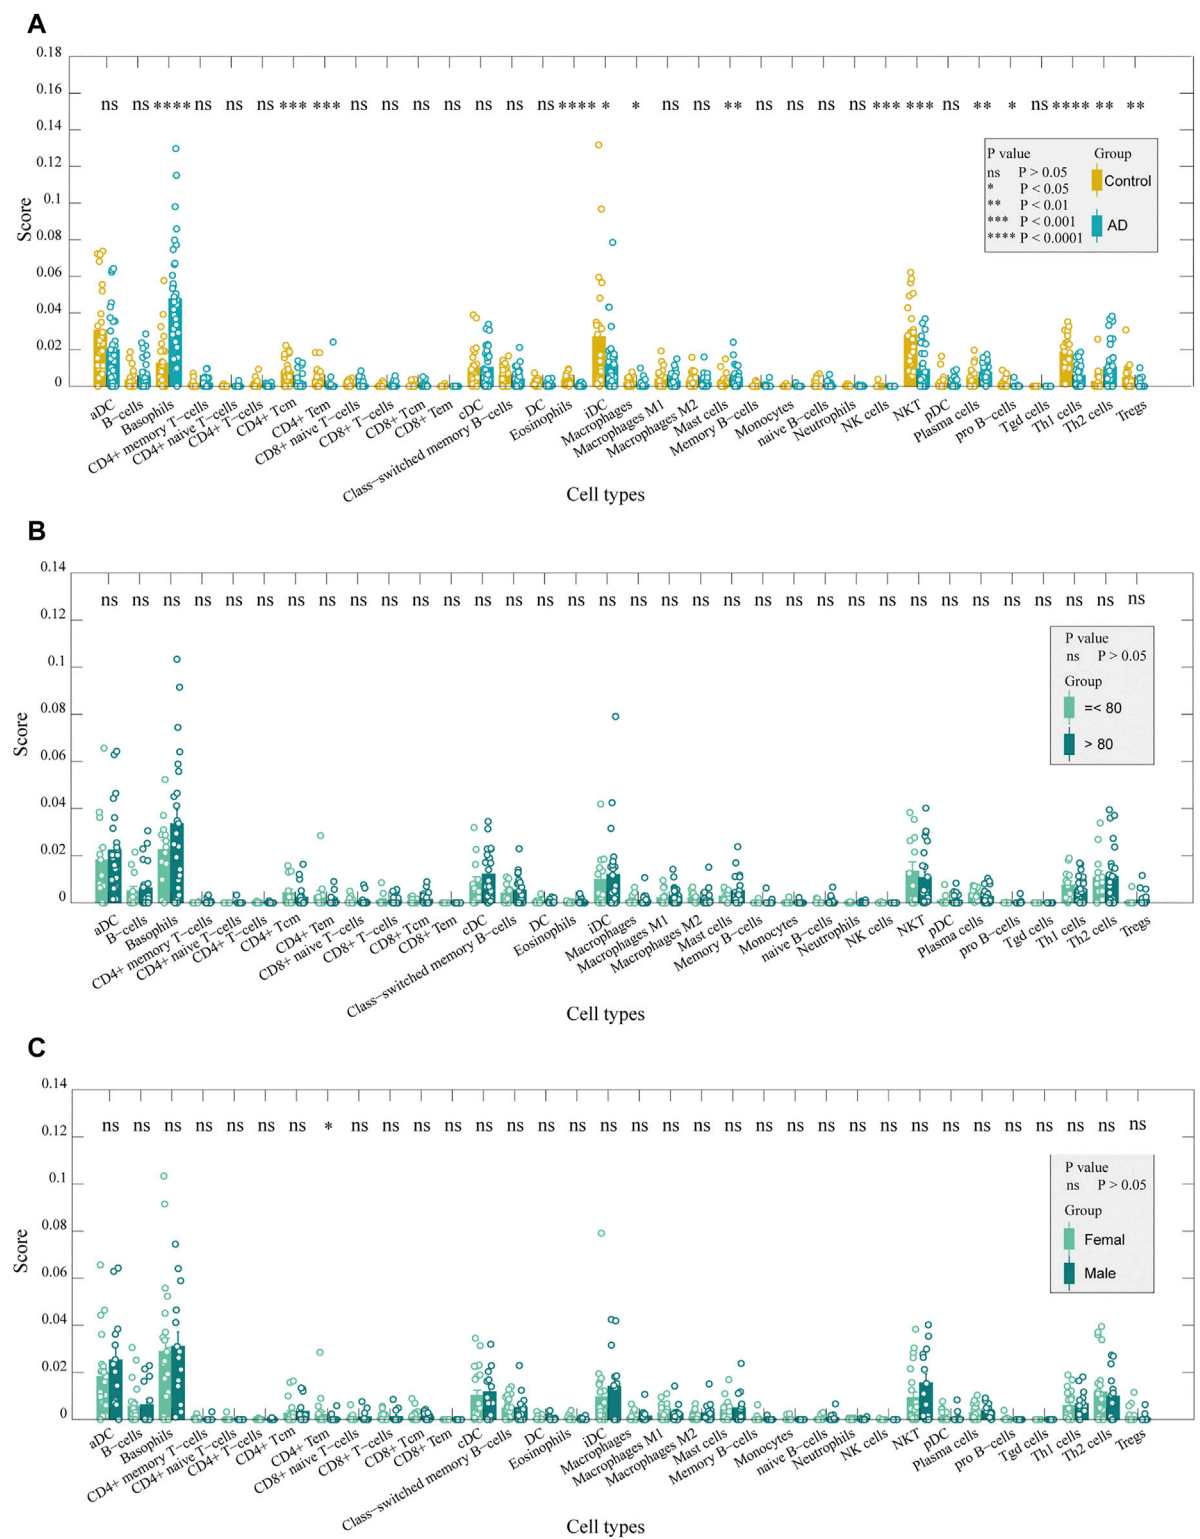 A
0.18
0.16
0.14
0.12
0.1
0.08
0.06
0.04
0.02
0
Score
ns ns **** ns ns ns *** *** ns ns ns ns ns ns ns **** * * ns ns ** ns ns ns ns *** *** ns ** * ns **** ** **
P value Group
ns P > 0.05
* P < 0.05
** P < 0.01
*** P < 0.001
**** P < 0.0001
Control
AD
aDC
B-cells
Basophils
CD4+ memory T-cells
CD4+ naive T-cells
CD4+ T-cells
CD4+ Tcm
CD4+ Tem
CD8+ naive T-cells
CD8+ T-cells
CD8+ Tcm
CD8+ Tem
cDC
Class-switched memory B-cells
DC
Eosinophils
iDC
Macrophages
Macrophages M1
Macrophages M2
Mast cells
Memory B-cells
Monocytes
naive B-cells
Neutrophils
NK cells
NKT
pDC
Plasma cells
pro B-cells
Tgd cells
Th1 cells
Th2 cells
Tregs
Cell types
B
0.14
0.12
0.1
0.08
0.06
0.04
0.02
0
Score
ns ns ns ns ns ns ns ns ns ns ns ns ns ns ns ns ns ns ns ns ns ns ns ns ns ns ns ns ns ns ns ns ns ns
P value
ns P > 0.05
Group
=< 80
> 80
aDC
B-cells
Basophils
CD4+ memory T-cells
CD4+ naive T-cells
CD4+ T-cells
CD4+ Tcm
CD4+ Tem
CD8+ naive T-cells
CD8+ T-cells
CD8+ Tcm
CD8+ Tem
cDC
Class-switched memory B-cells
DC
Eosinophils
iDC
Macrophages
Macrophages M1
Macrophages M2
Mast cells
Memory B-cells
Monocytes
naive B-cells
Neutrophils
NK cells
NKT
pDC
Plasma cells
pro B-cells
Tgd cells
Th1 cells
Th2 cells
Tregs
Cell types
C
0.14
0.12
0.1
0.08
0.06
0.04
0.02
0
Score
ns ns ns ns ns ns ns * ns ns ns ns ns ns ns ns ns ns ns ns ns ns ns ns ns ns ns ns ns ns ns ns ns ns
P value
ns P > 0.05
Group
Femal
Male
aDC
B-cells
Basophils
CD4+ memory T-cells
CD4+ naive T-cells
CD4+ T-cells
CD4+ Tcm
CD4+ Tem
CD8+ naive T-cells
CD8+ T-cells
CD8+ Tcm
CD8+ Tem
cDC
Class-switched memory B-cells
DC
Eosinophils
iDC
Macrophages
Macrophages M1
Macrophages M2
Mast cells
Memory B-cells
Monocytes
naive B-cells
Neutrophils
NK cells
NKT
pDC
Plasma cells
pro B-cells
Tgd cells
Th1 cells
Th2 cells
Tregs
Cell types